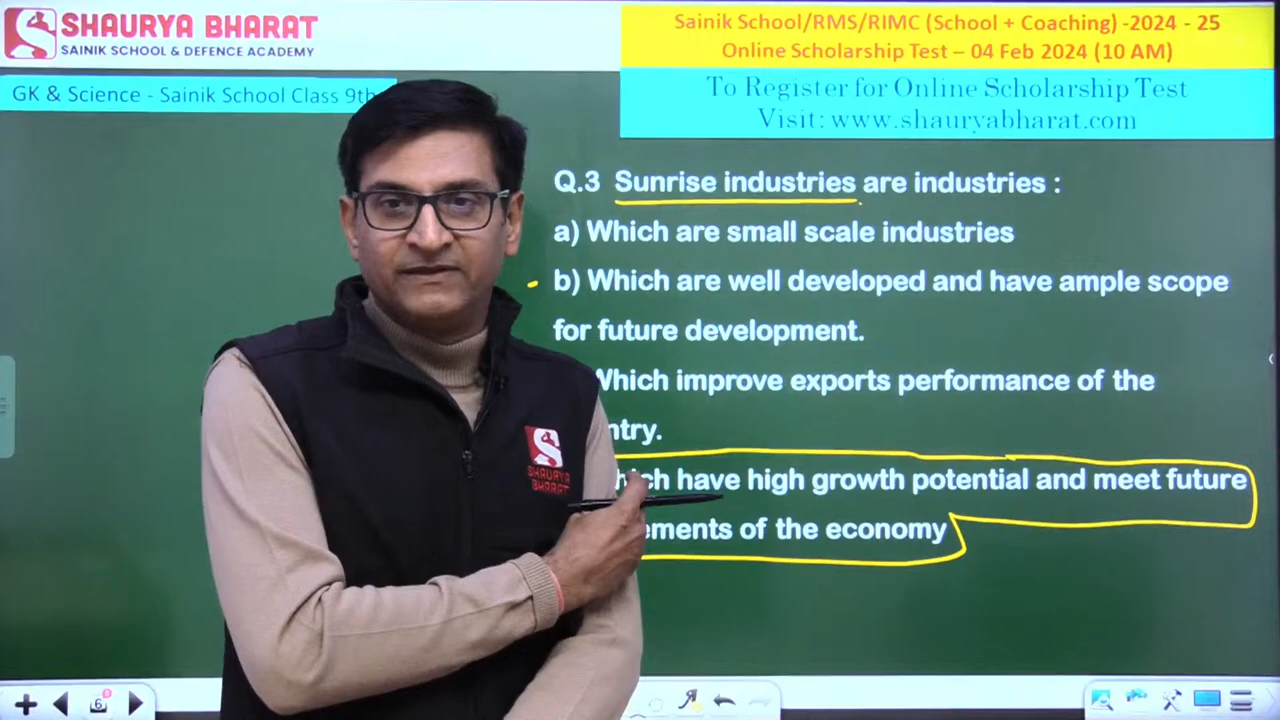 SHAURYA BHARAT
SAINIK SCHOOL & DEFENCE ACADEMY
Sainik School/RMS/RIMC (School + Coaching) -2024 - 25
Online Scholarship Test – 04 Feb 2024 (10 AM)
GK & Science - Sainik School Class 9th
To Register for Online Scholarship Test
Visit: www.shauryabharat.com
Q.3 Sunrise industries are industries :
a) Which are small scale industries
b) Which are well developed and have ample scope
for future development.
Which improve exports performance of the
ntry.
hich have high growth potential and meet future
ements of the economy
SHAURYA
BHARAT
6